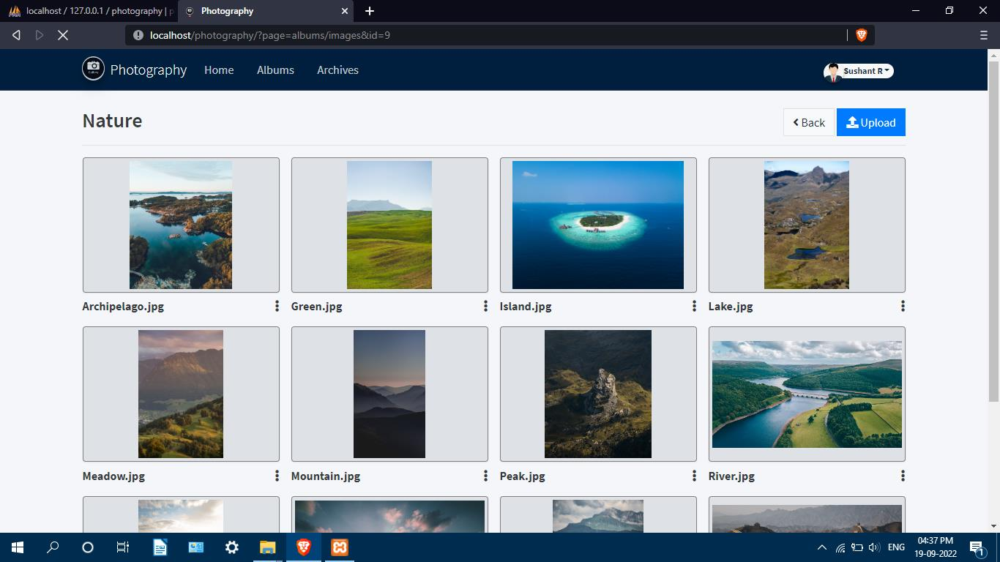 localhost / 127.0.0.1 / photography | p
Photography
localhost/photography/?page=albums/images&id=9
Photography
Home
Albums
Archives
Sushant R
Nature
Back
Upload
Archipelago.jpg
Green.jpg
Island.jpg
Lake.jpg
Meadow.jpg
Mountain.jpg
Peak.jpg
River.jpg
ENG
04:37 PM
19-09-2022
1